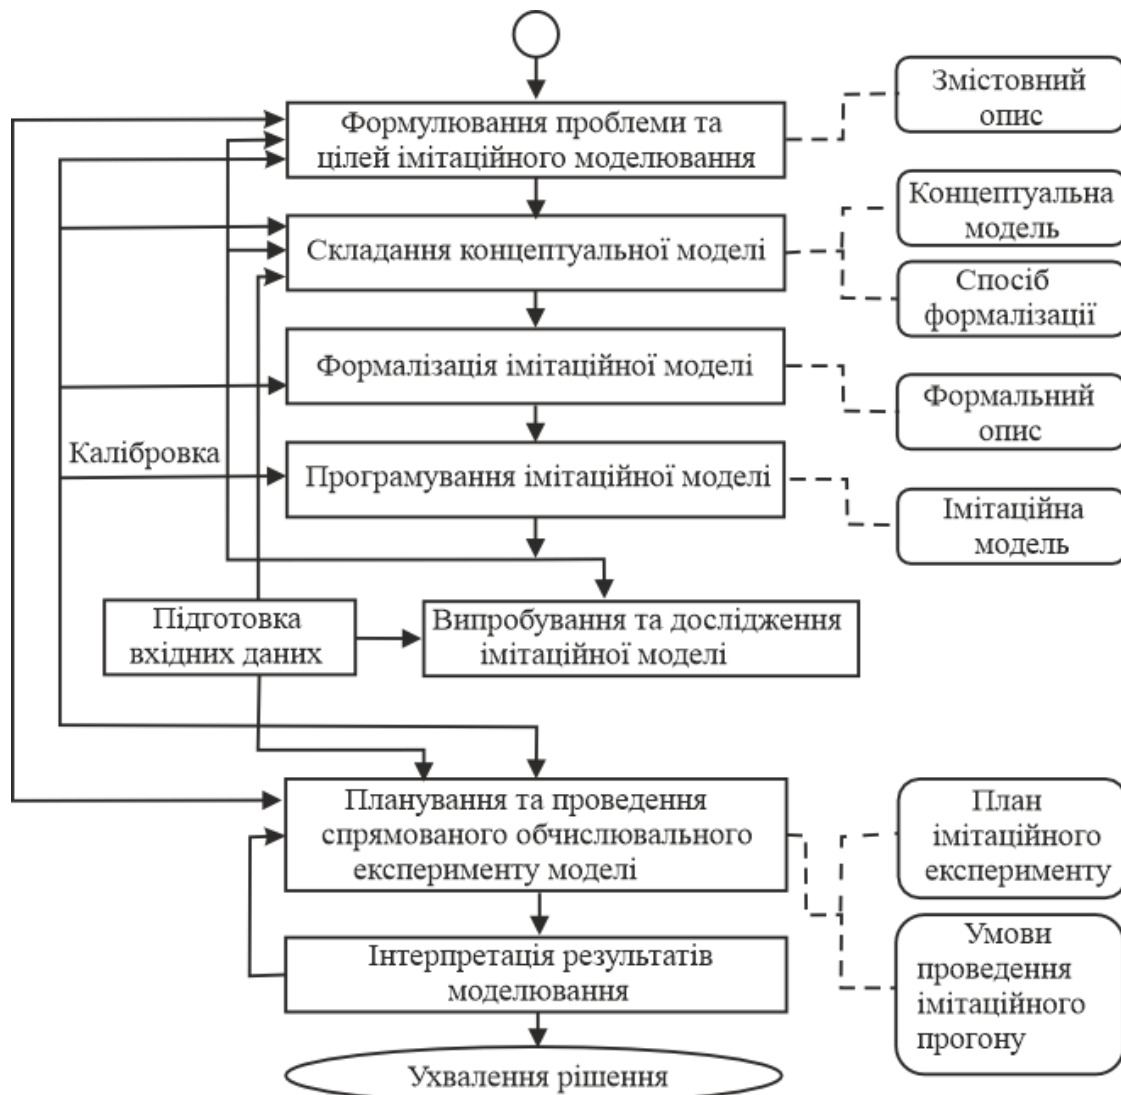 Формулювання проблеми та
цілей імітаційного моделювання
Змістовний
опис
Складання концептуальної моделі
Концептуальна
модель
Спосіб
формалізації
Формалізація імітаційної моделі
Формальний
опис
Калібровка
Програмування імітаційної моделі
Імітаційна
модель
Підготовка
вхідних даних
Випробування та дослідження
імітаційної моделі
Планування та проведення
спрямованого обчислювального
експерименту моделі
План
імітаційного
експерименту
Інтерпретація результатів
моделювання
Умови
проведення
імітаційного
прогону
Ухвалення рішення